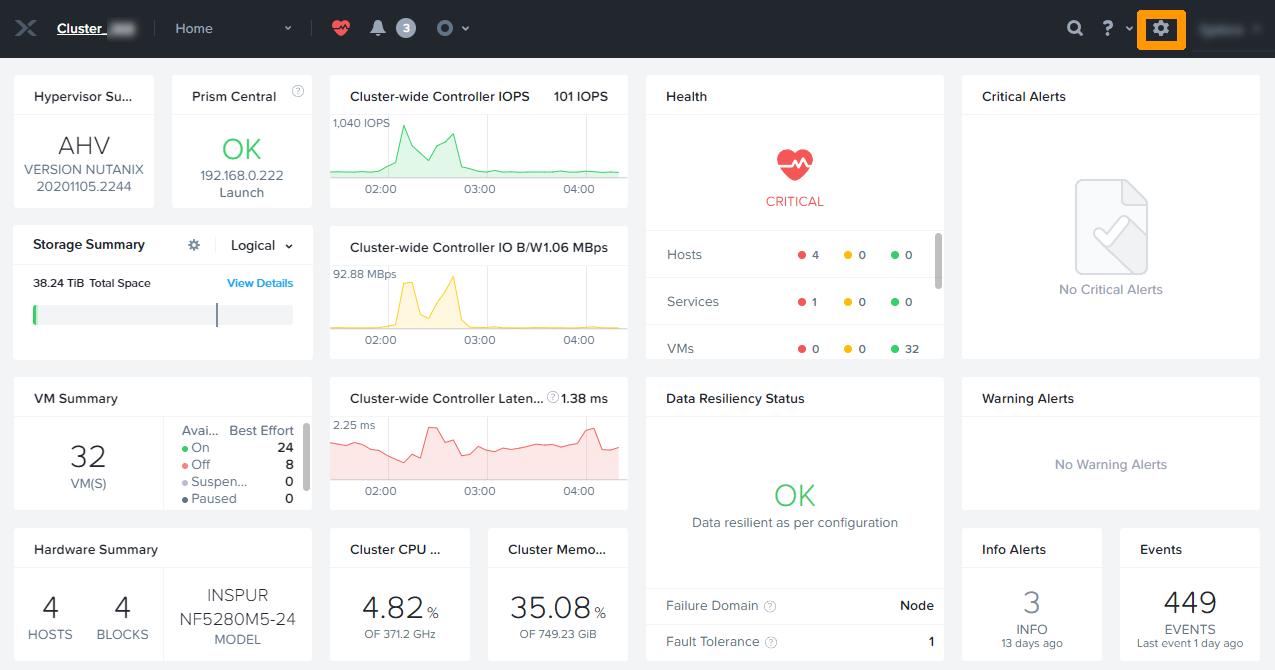 Cluster_
Home
3
?
Hypervisor Su...
AHV
VERSION NUTANIX
20201105.2244
Prism Central
?
OK
192.168.0.222
Launch
Cluster-wide Controller IOPS 101 IOPS
1,040 IOPS
02:00 03:00 04:00
Health
CRITICAL
Hosts 4 0 0
Services 1 0 0
VMs 0 0 32
Critical Alerts
No Critical Alerts
Storage Summary Logical
38.24 TiB Total Space View Details
Cluster-wide Controller IO B/W 1.06 MBps
92.88 MBps
02:00 03:00 04:00
VM Summary
32
VM(S)
Avai... Best Effort
On 24
Off 8
Suspen... 0
Paused 0
Cluster-wide Controller Laten... ? 1.38 ms
2.25 ms
02:00 03:00 04:00
Data Resiliency Status
OK
Data resilient as per configuration
Failure Domain ? Node
Fault Tolerance ? 1
Warning Alerts
No Warning Alerts
Hardware Summary
4
HOSTS
4
BLOCKS
INSPUR
NF5280M5-24
MODEL
Cluster CPU ...
4.82 %
OF 371.2 GHz
Cluster Memo...
35.08 %
OF 749.23 GiB
Info Alerts
3
INFO
13 days ago
Events
449
EVENTS
Last event 1 day ago